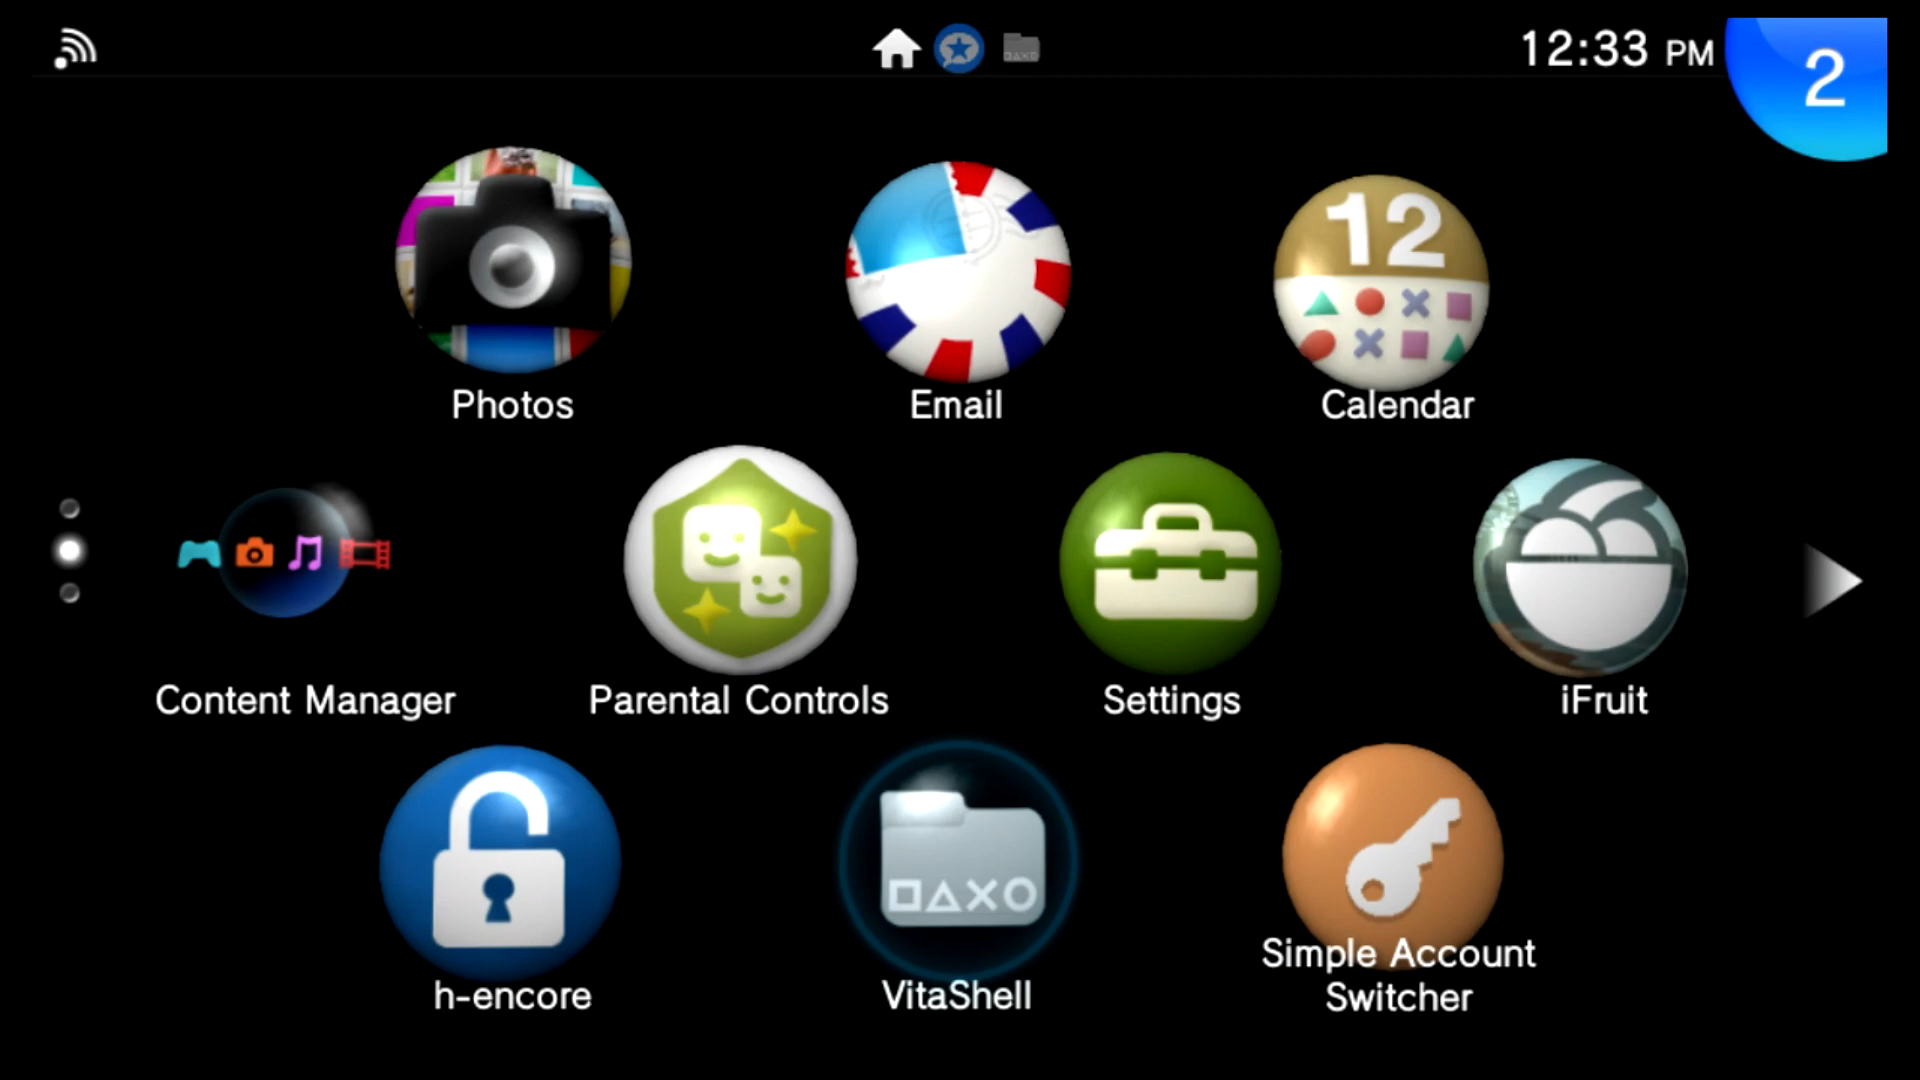 12:33 PM
2
12
Photos
Email
Calendar
Content Manager
Parental Controls
Settings
iFruit
h-encore
VitaShell
Simple Account
Switcher